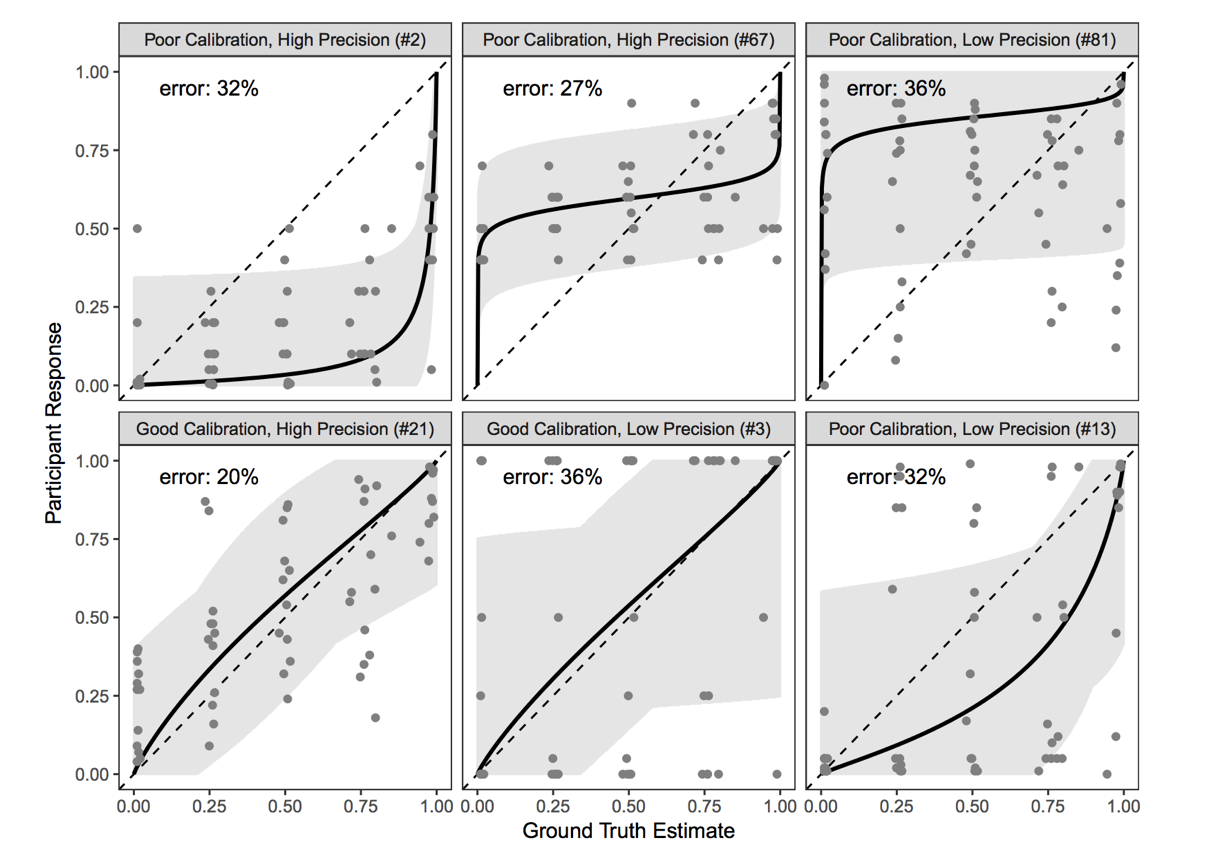 Poor Calibration, High Precision (#2)
Poor Calibration, High Precision (#67)
Poor Calibration, Low Precision (#81)
error: 32%
error: 27%
error: 36%
1.00
0.75
0.50
0.25
0.00
Good Calibration, High Precision (#21)
Good Calibration, Low Precision (#3)
Poor Calibration, Low Precision (#13)
error: 20%
error: 36%
error: 32%
1.00
0.75
0.50
0.25
0.00
0.00 0.25 0.50 0.75 1.00
0.00 0.25 0.50 0.75 1.00
0.00 0.25 0.50 0.75 1.00
Participant Response
Ground Truth Estimate